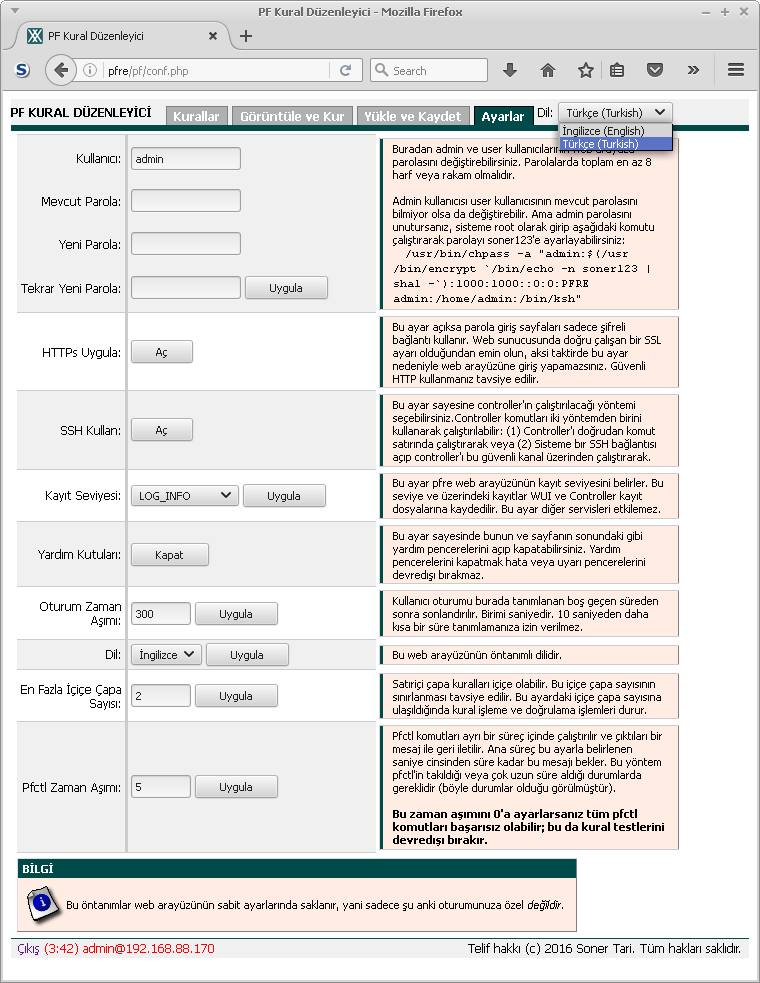 PF Kural Düzenleyici - Mozilla Firefox
PF Kural Düzenleyici
pfre/pf/conf.php
Search
PF KURAL DÜZENLEYİCİ
Kurallar
Görüntüle ve Kur
Yükle ve Kaydet
Ayarlar
Dil:
Türkçe (Turkish)
İngilizce (English)
Türkçe (Turkish)
Kullanıcı:
admin
Mevcut Parola:
Yeni Parola:
Tekrar Yeni Parola:
Uygula
Buradan admin ve user kullanıcılarının web arayüzü
parolasını değiştirebilirsiniz. Parolalarda toplam en az 8
harf veya rakam olmalıdır.
Admin kullanıcısı user kullanıcısının mevcut parolasını
bilmiyor olsa da değiştirebilir. Ama admin parolasını
unutursanız, sisteme root olarak girip aşağıdaki komutu
çalıştırarak parolayı soner123'e ayarlayabilirsiniz:
/usr/bin/chpass -a "admin:$(/usr
/bin/encrypt `/bin/echo -n soner123 |
sha1 -`):1000:1000::0:0:PFRE
admin:/home/admin:/bin/ksh"
HTTPs Uygula:
Aç
Bu ayar açıksa parola giriş sayfaları sadece şifreli
bağlantı kullanır. Web sunucusunda doğru çalışan bir SSL
ayarı olduğundan emin olun, aksi taktirde bu ayar
nedeniyle web arayüzüne giriş yapamazsınız. Güvenli
HTTP kullanmanız tavsiye edilir.
SSH Kullan:
Aç
Bu ayar sayesine controller'ın çalıştırılacağı yöntemi
seçebilirsiniz.Controller komutları iki yöntemden birini
kullanarak çalıştırılabilir: (1) Controller'ı doğrudan komut
satırında çalıştırarak veya (2) Sisteme bir SSH bağlantısı
açıp controller'ı bu güvenli kanal üzerinden çalıştırarak.
Kayıt Seviyesi:
LOG_INFO
Uygula
Bu ayar pfre web arayüzünün kayıt seviyesini belirler. Bu
seviye ve üzerindeki kayıtlar WUI ve Controller kayıt
dosyalarına kaydedilir. Bu ayar diğer servisleri etkilemez.
Yardım Kutuları:
Kapat
Bu ayar sayesinde bunun ve sayfanın sonundaki gibi
yardım pencerelerini açıp kapatabilirsiniz. Yardım
pencerelerini kapatmak hata veya uyarı pencerelerini
devredışı bırakmaz.
Oturum Zaman
Aşımı:
300
Uygula
Kullanıcı oturumu burada tanımlanan boş geçen süreden
sonra sonlandırılır. Birimi saniyedir. 10 saniyeden daha
kısa bir süre tanımlamanıza izin verilmez.
Dil:
İngilizce
Uygula
Bu web arayüzünün öntanımlı dilidir.
En Fazla İçiçe Çapa
Sayısı:
2
Uygula
Satıriçi çapa kuralları içiçe olabilir. Bu içiçe çapa sayısının
sınırlanması tavsiye edilir. Bu ayardaki içiçe çapa sayısına
ulaşıldığında kural işleme ve doğrulama işlemleri durur.
Pfctl Zaman Aşımı:
5
Uygula
Pfctl komutları ayrı bir süreç içinde çalıştırılır ve çıktıları bir
mesaj ile geri iletilir. Ana süreç bu ayarla belirlenen
saniye cinsinden süre kadar bu mesajı bekler. Bu yöntem
pfctl'in takıldığı veya çok uzun süre aldığı durumlarda
gereklidir (böyle durumlar olduğu görülmüştür).
Bu zaman aşımını 0'a ayarlarsanız tüm pfctl
komutları başarısız olabilir; bu da kural testlerini
devredışı bırakır.
BİLGİ
Bu öntanımlar web arayüzünün sabit ayarlarında saklanır, yani sadece şu anki oturumunuza özel değildir.
Çıkış (3:42) admin@192.168.88.170
Telif hakkı (c) 2016 Soner Tari. Tüm hakları saklıdır.